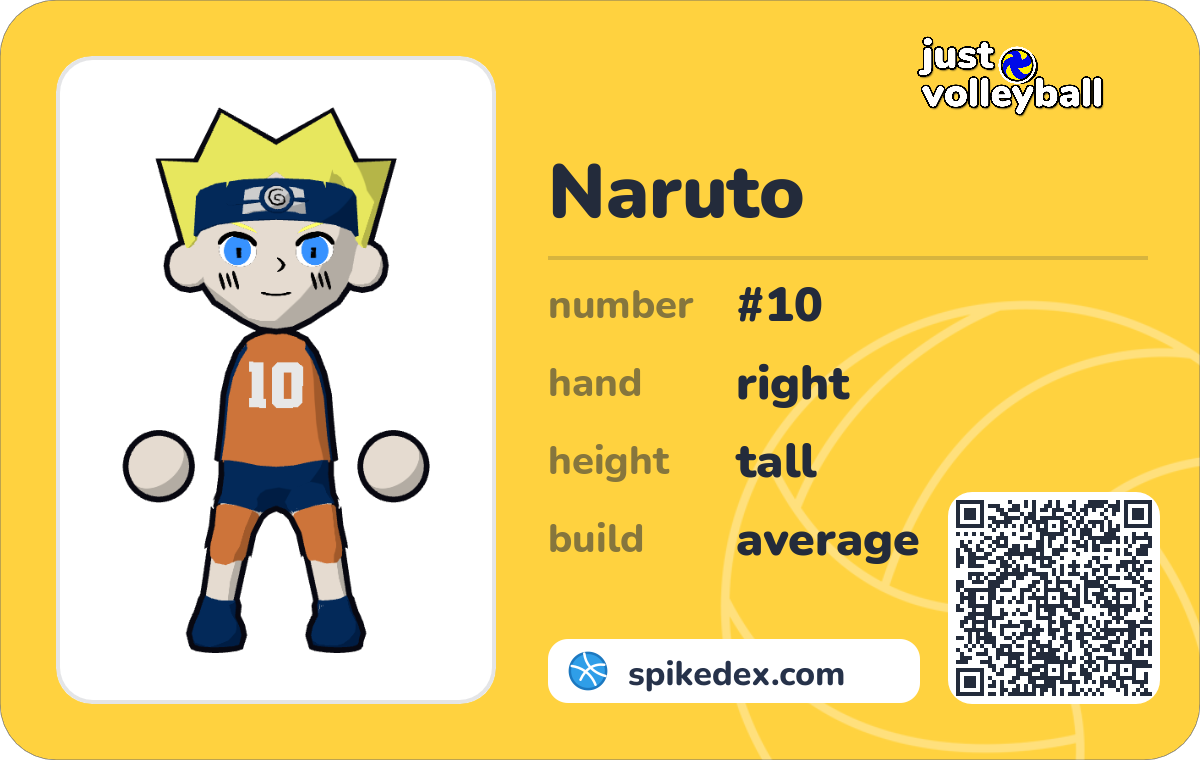 just
volleyball
Naruto
number #10
hand right
height tall
build average
10
spikedex.com